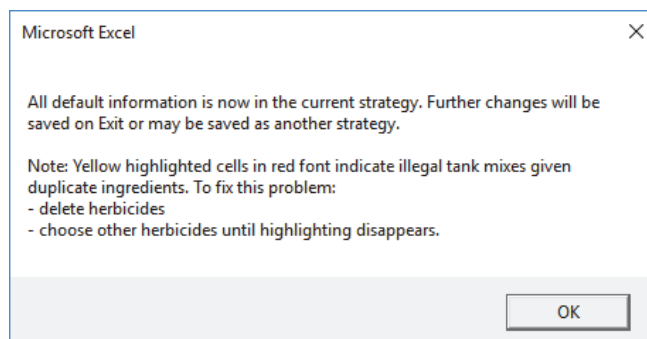 Microsoft Excel
All default information is now in the current strategy. Further changes will be
saved on Exit or may be saved as another strategy.
Note: Yellow highlighted cells in red font indicate illegal tank mixes given
duplicate ingredients. To fix this problem:
- delete herbicides
- choose other herbicides until highlighting disappears.
OK